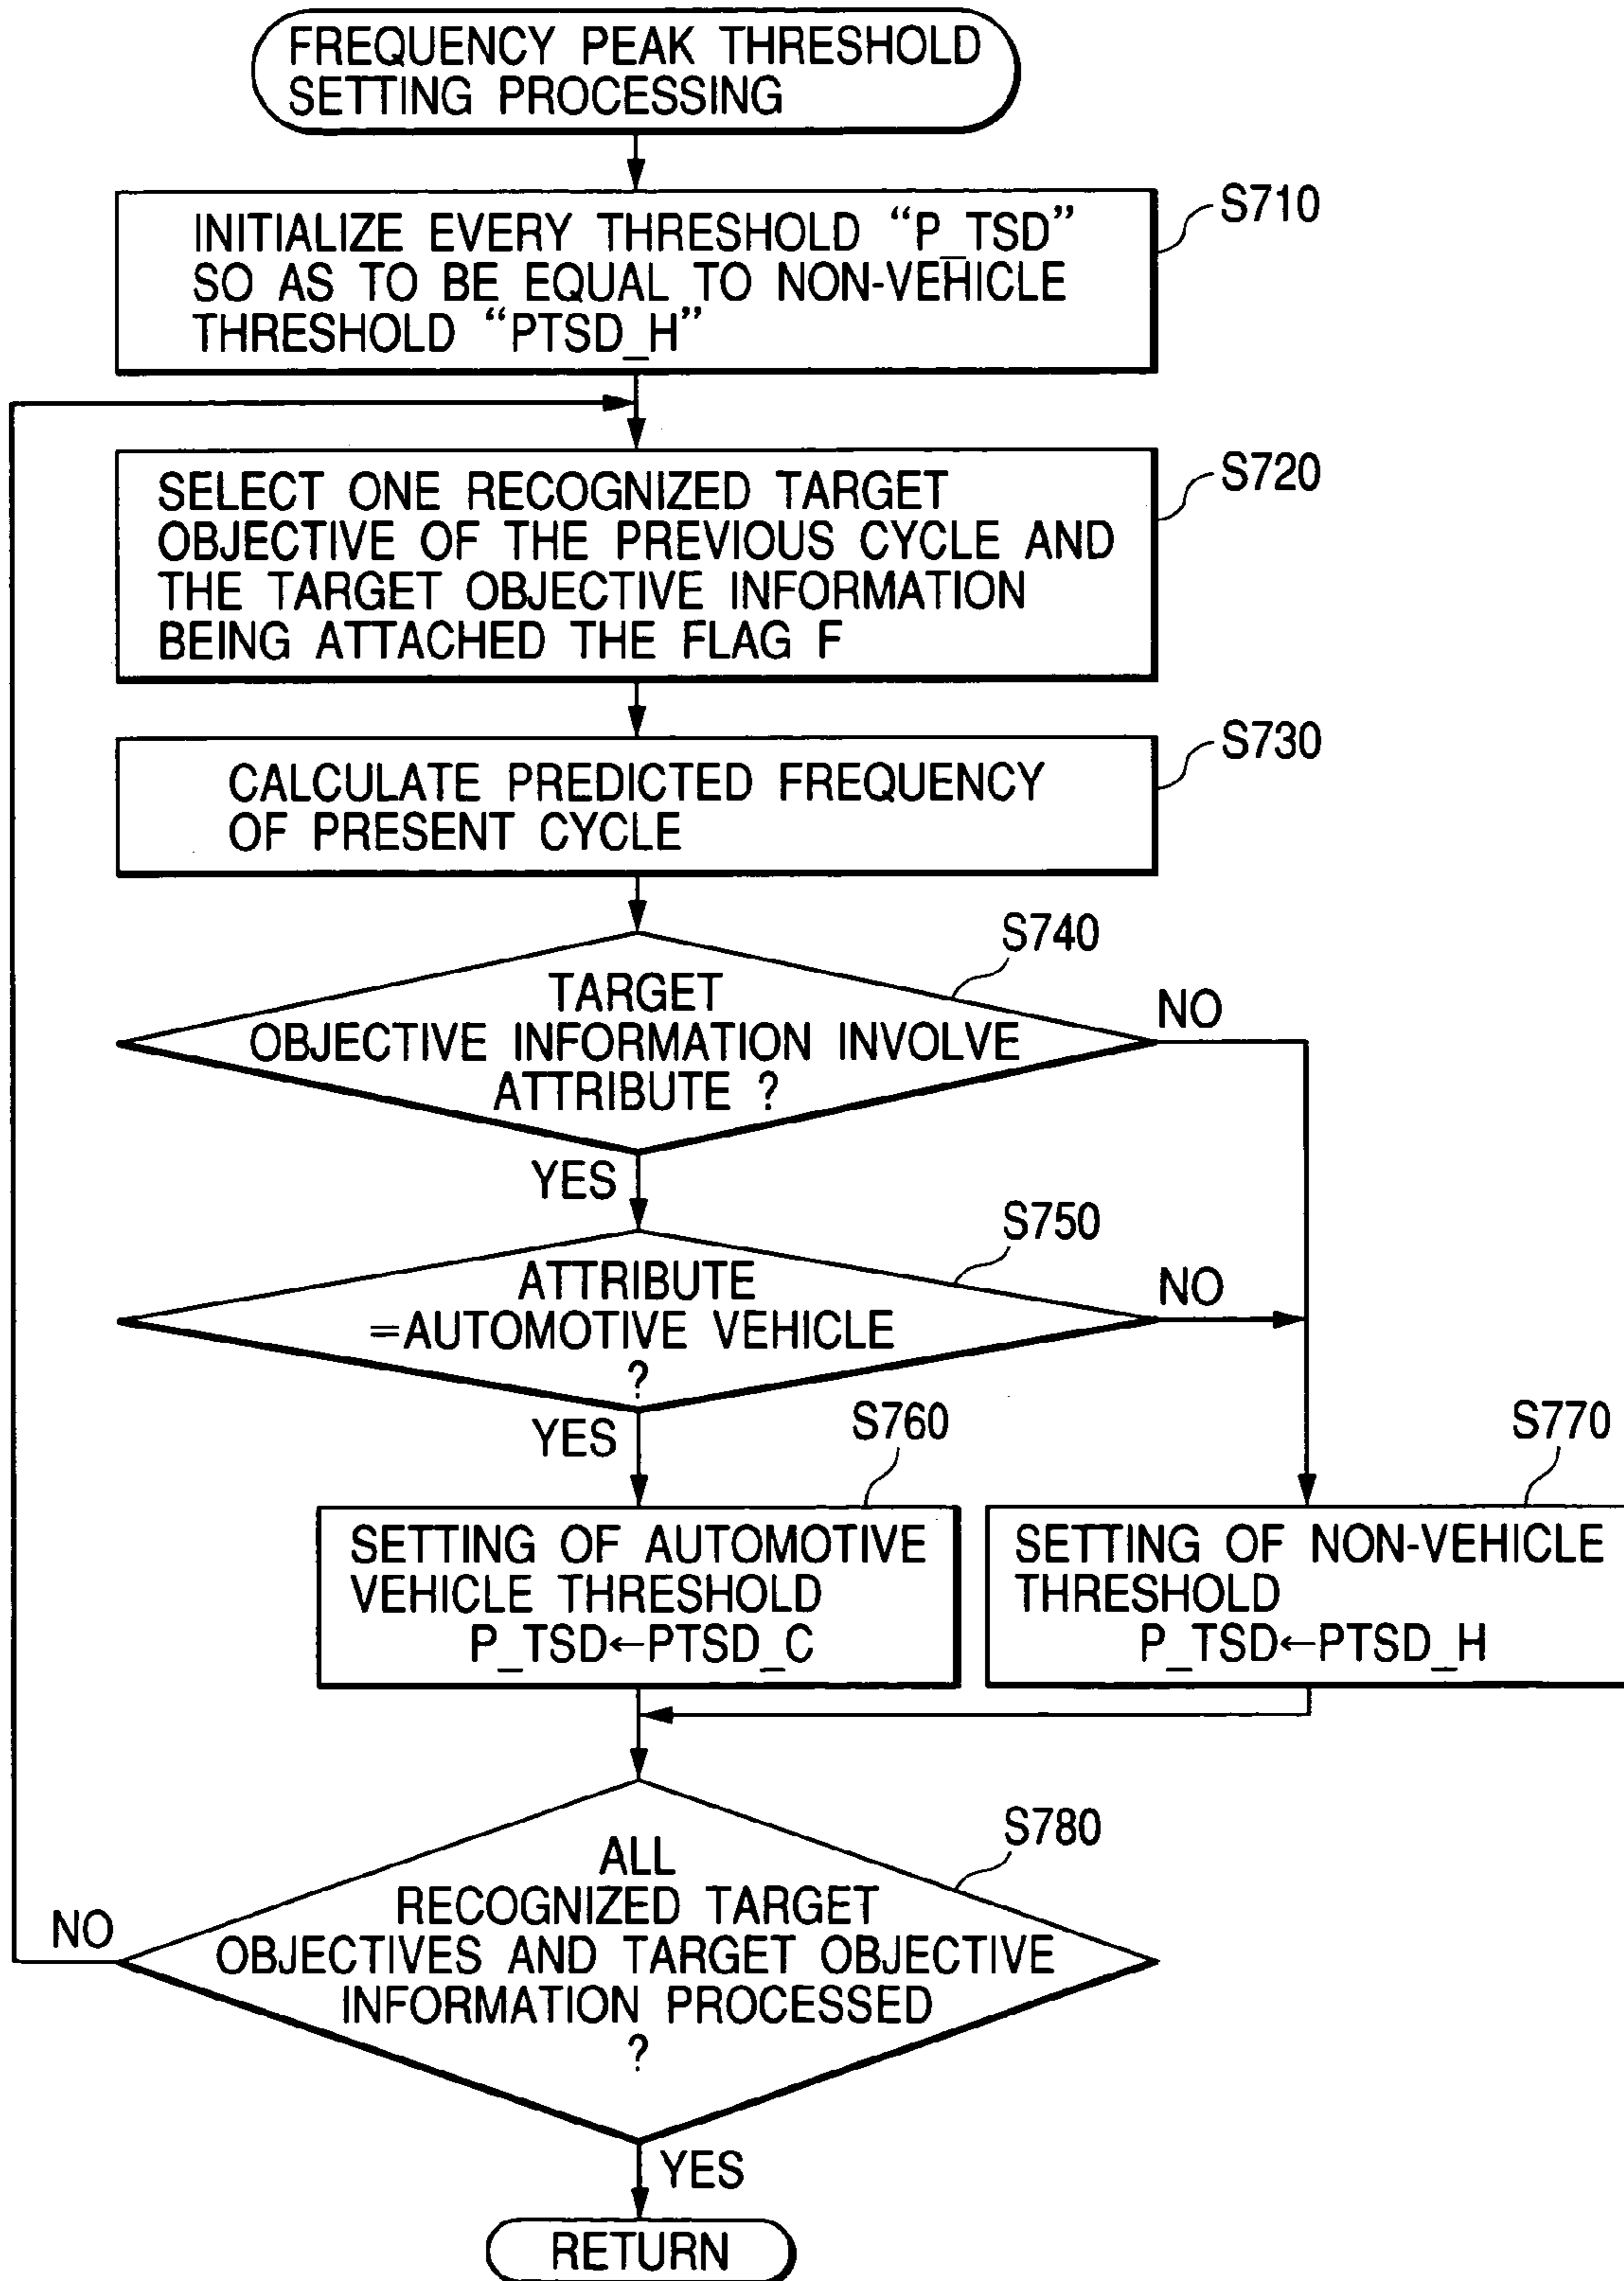 FREQUENCY PEAK THRESHOLD
SETTING PROCESSING
S710
INITIALIZE EVERY THRESHOLD “P_TSD”
SO AS TO BE EQUAL TO NON-VEHICLE
THRESHOLD “PTSD_H”
S720
SELECT ONE RECOGNIZED TARGET
OBJECTIVE OF THE PREVIOUS CYCLE AND
THE TARGET OBJECTIVE INFORMATION
BEING ATTACHED THE FLAG F
S730
CALCULATE PREDICTED FREQUENCY
OF PRESENT CYCLE
S740
TARGET
OBJECTIVE INFORMATION INVOLVE
ATTRIBUTE ?
NO
YES
S750
ATTRIBUTE
=AUTOMOTIVE VEHICLE
?
NO
YES
S760
SETTING OF AUTOMOTIVE
VEHICLE THRESHOLD
P_TSD←PTSD_C
S770
SETTING OF NON-VEHICLE
THRESHOLD
P_TSD←PTSD_H
S780
ALL
RECOGNIZED TARGET
OBJECTIVES AND TARGET OBJECTIVE
INFORMATION PROCESSED
?
NO
YES
RETURN